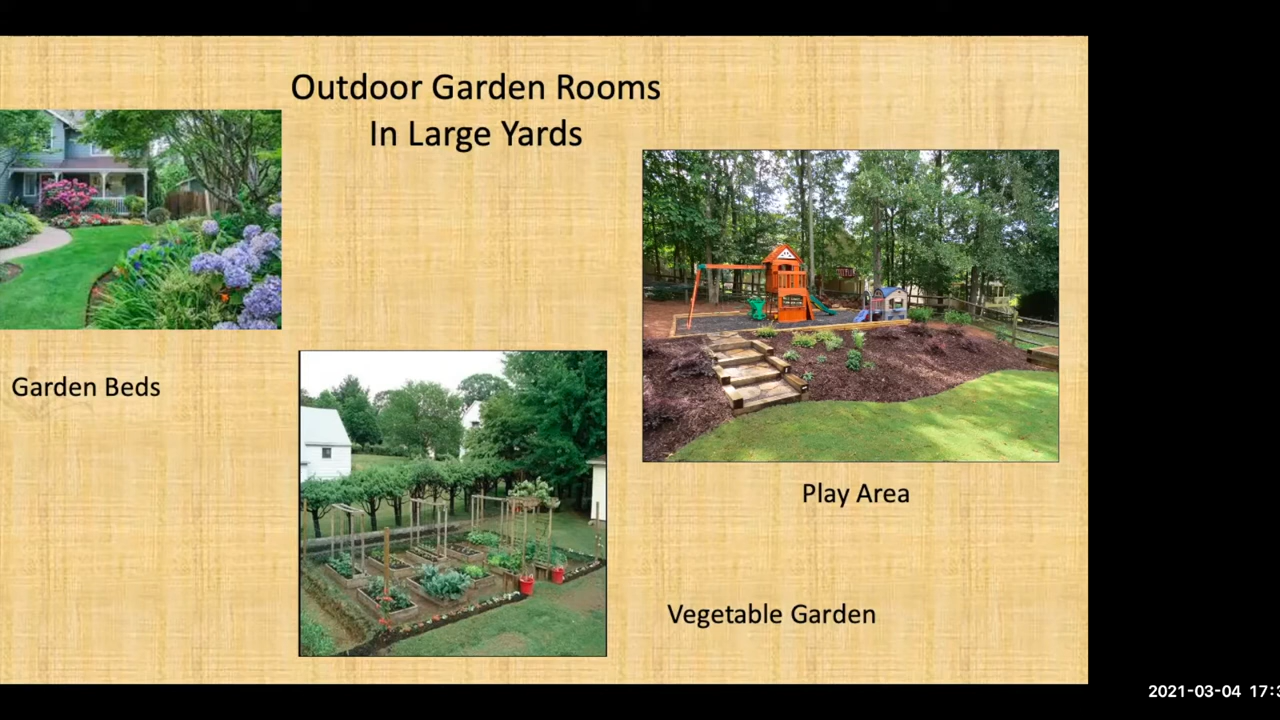 Outdoor Garden Rooms
In Large Yards
Garden Beds
Play Area
Vegetable Garden
2021-03-04 17:3